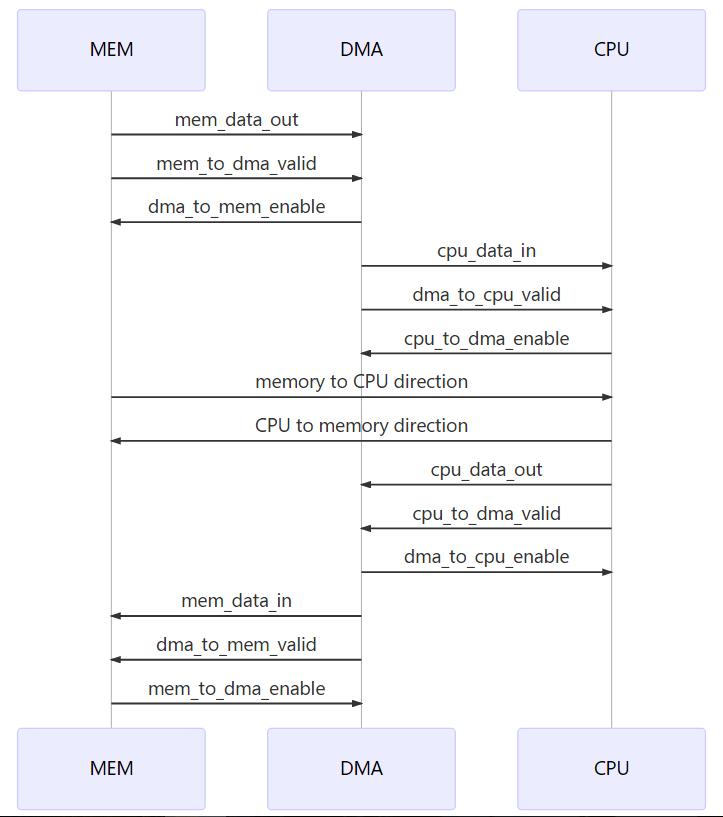 MEM DMA CPU
mem_data_out
mem_to_dma_valid
dma_to_mem_enable
cpu_data_in
dma_to_cpu_valid
cpu_to_dma_enable
memory to CPU direction
CPU to memory direction
cpu_data_out
cpu_to_dma_valid
dma_to_cpu_enable
mem_data_in
dma_to_mem_valid
mem_to_dma_enable
MEM DMA CPU